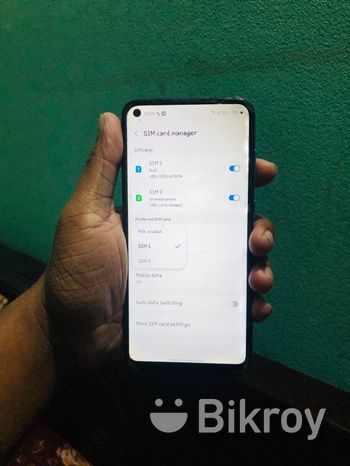 SIM card manager
SIM cards
SIM 1
Robi
SIM 2
Grameenphone
Preferred SIM card
Ask always
SIM 1
SIM 2
Mobile data
Auto data switching
More SIM card settings
Bikroy